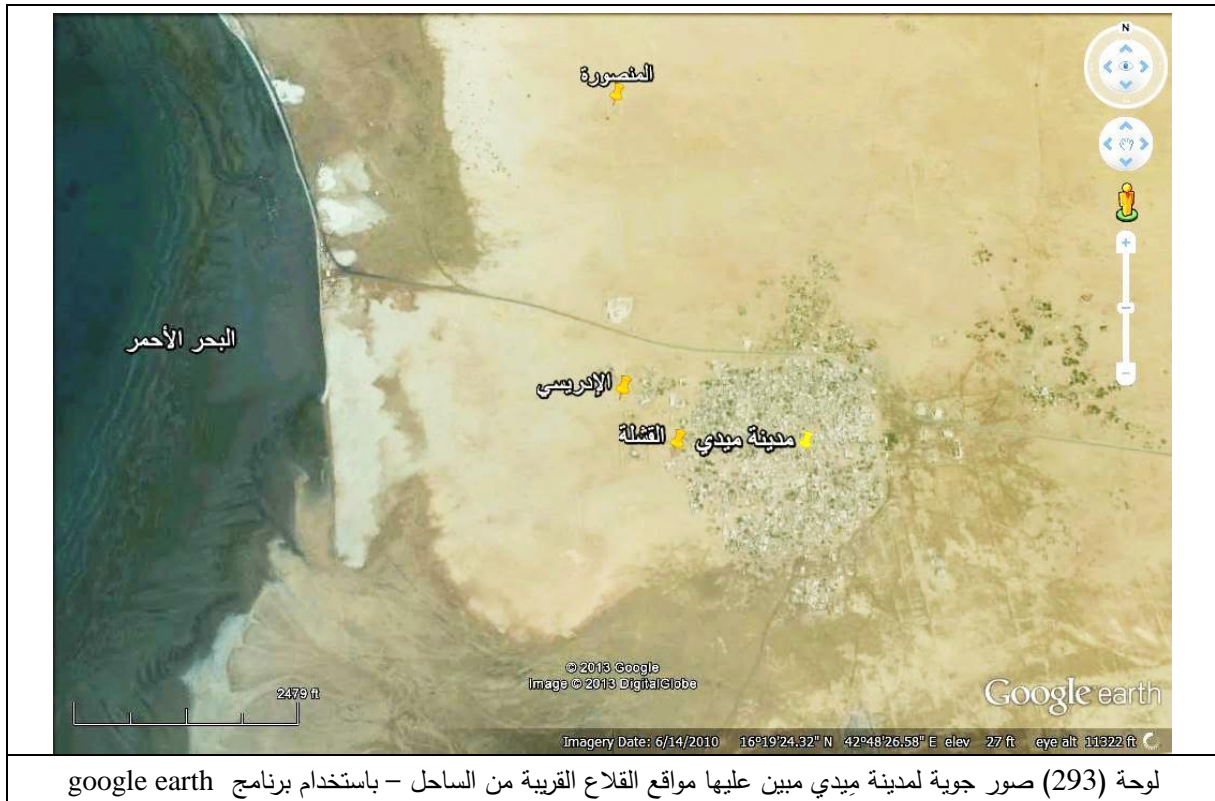 N
المنصورة
البحر الأحمر
الإدريسي
القشلة
مدينة ميدي
© 2013 Google
Image © 2013 DigitalGlobe
2479 ft
Google earth
Imagery Date: 6/14/2010 16°19'24.32" N 42°48'26.58" E elev 27 ft eye alt 11322 ft
لوحة (293) صور جوية لمدينة مِيدي مبين عليها مواقع القلاع القريبة من الساحل – باستخدام برنامج google earth